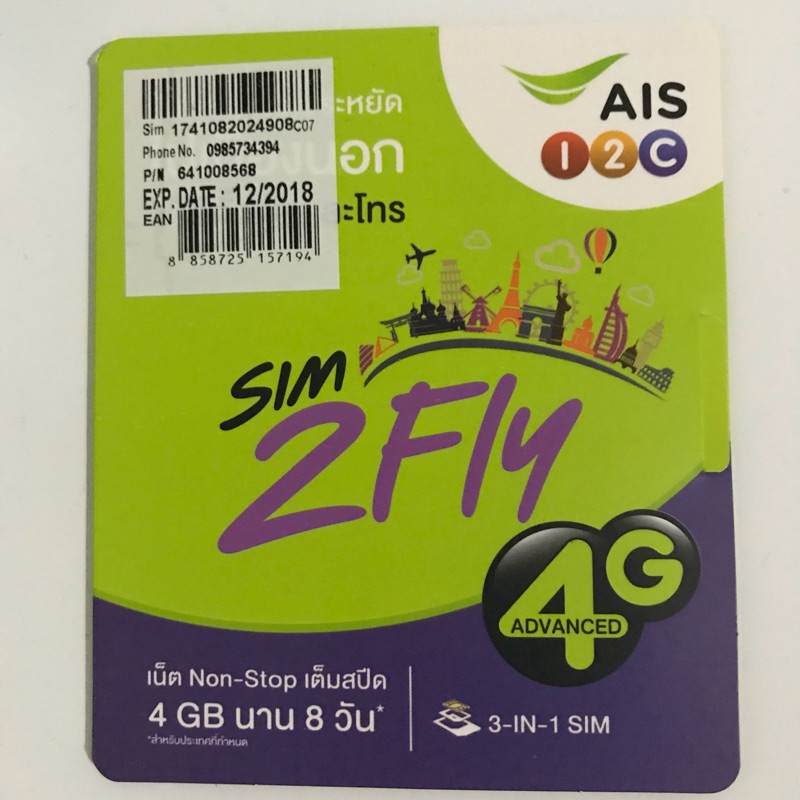 Sim 1741082024908C07
Phone No. 0985734394
P/N 641008568
EXP. DATE : 12/2018
EAN
8 858725 157194
AIS
12C
SIM
2Fly
4G
ADVANCED
เน็ต Non-Stop เต็มสปีด
4 GB นาน 8 วัน*
*สำหรับประเทศที่กำหนด
3-IN-1 SIM